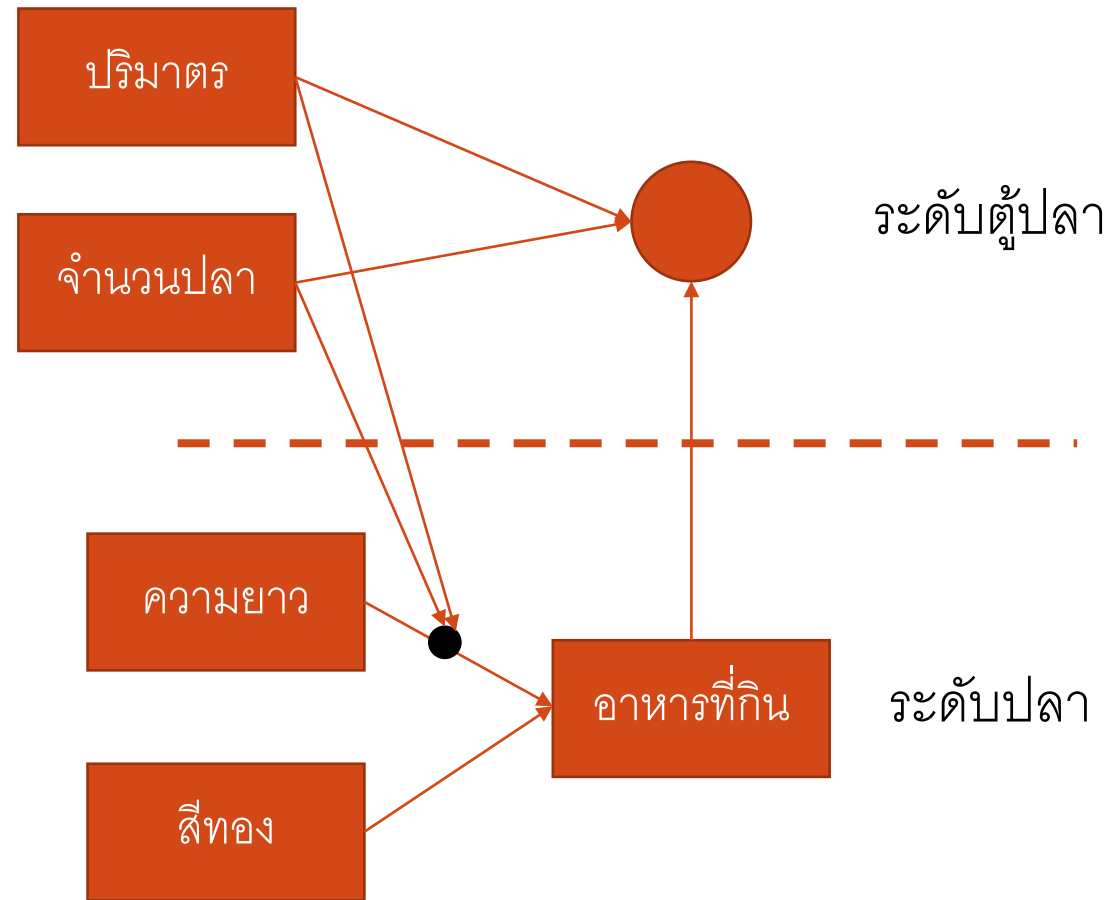 ปริมาตร
ระดับตู้ปลา
จำนวนปลา
ความยาว
อาหารที่กิน
ระดับปลา
สีทอง